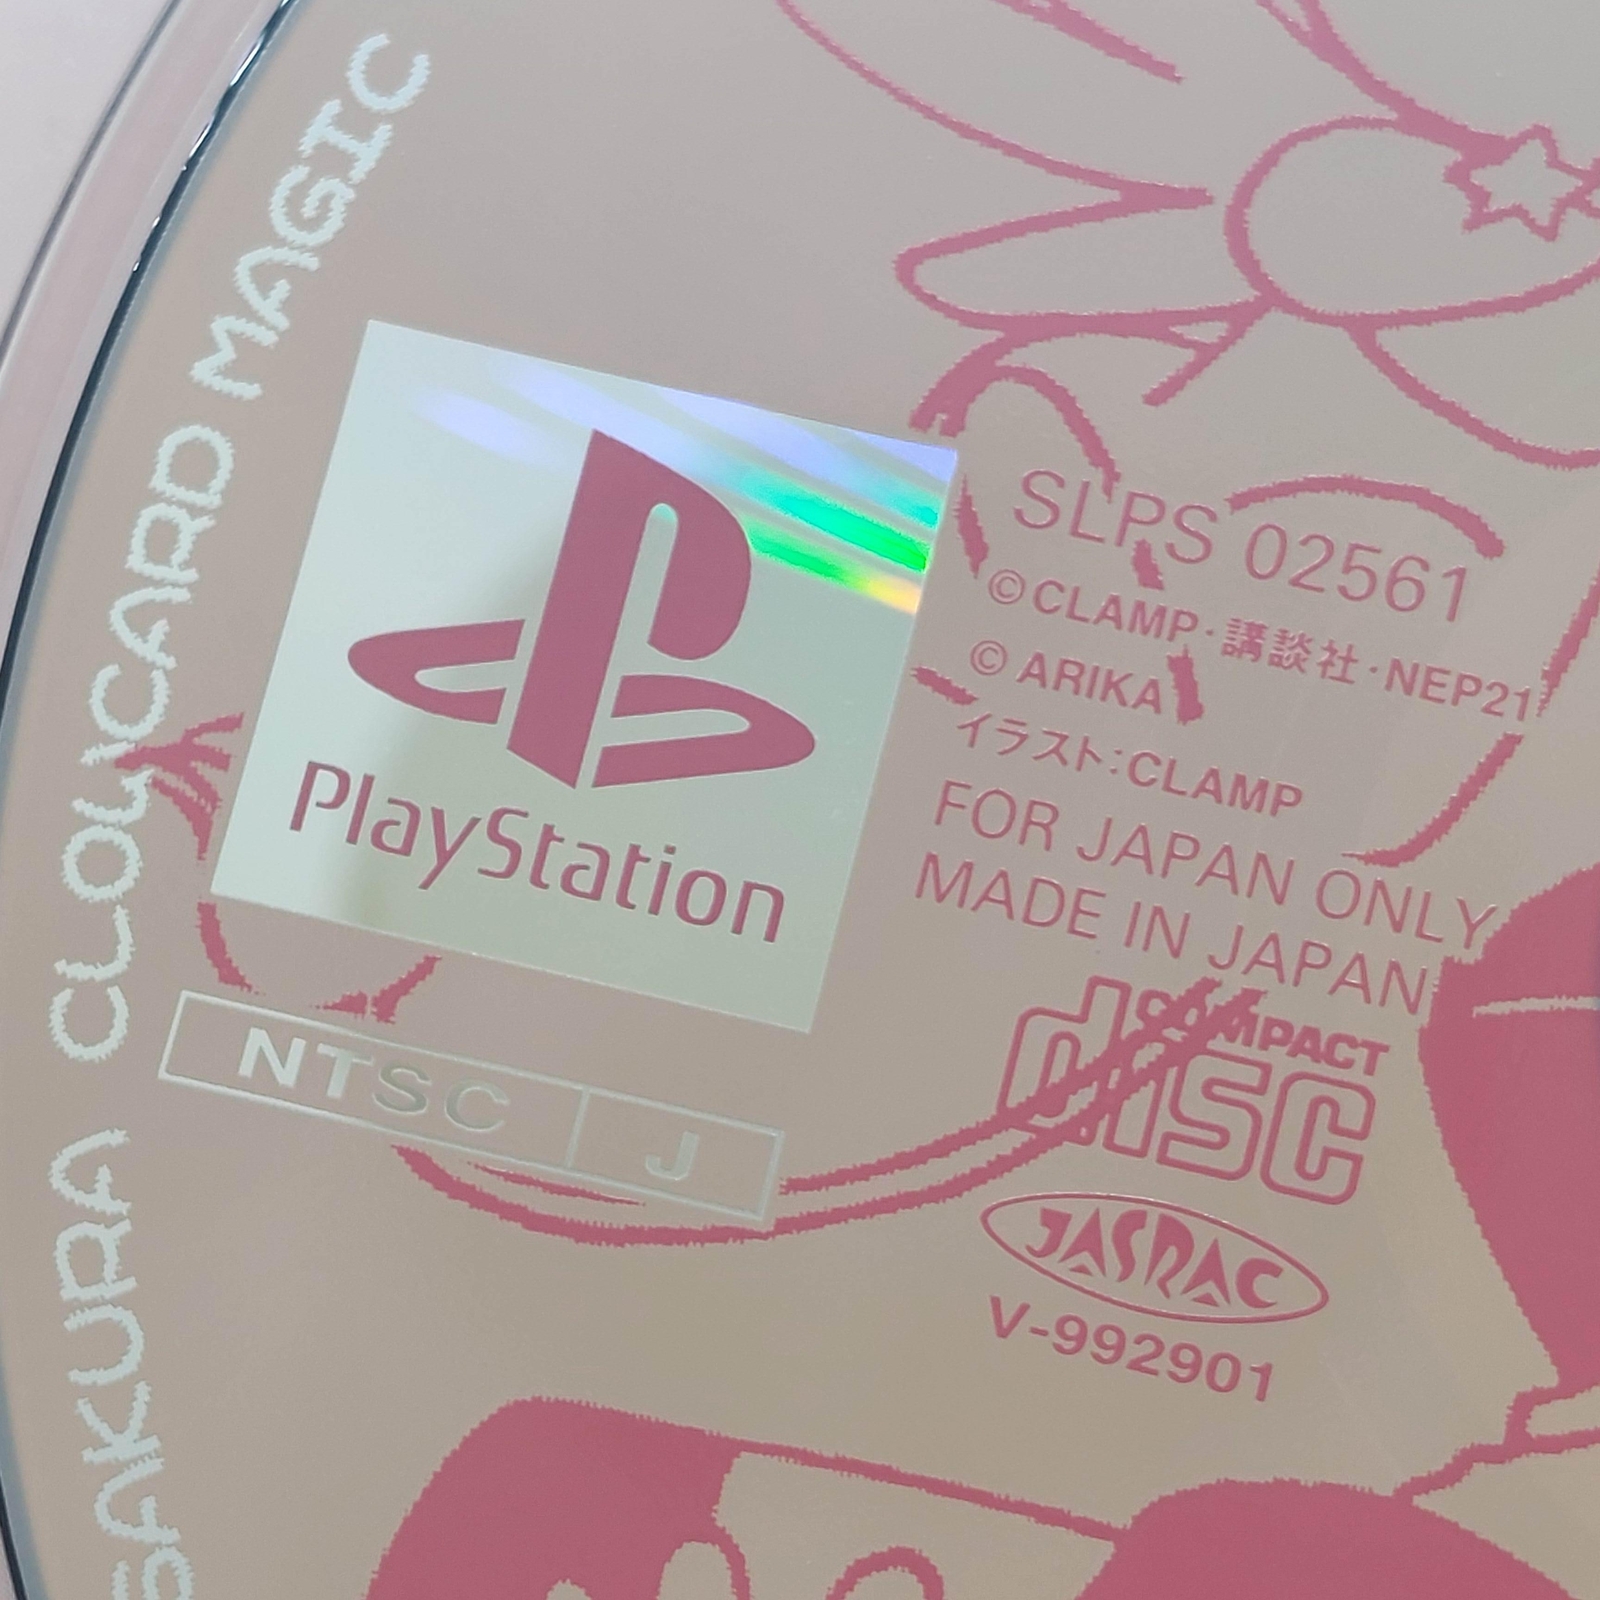 SAKURA CLOWCARD MAGIC
PlayStation
NTSC J
SLPS 02561
©CLAMP・講談社・NEP21
© ARIKA
イラスト:CLAMP
FOR JAPAN ONLY
MADE IN JAPAN
COMPACT
disc
JASRAC
V-992901